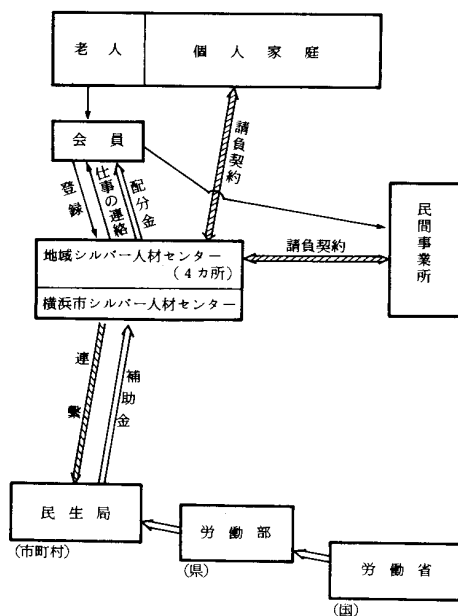 老人
個人家庭
会員
請負契約
登録
仕事の連絡
配分金
民間事業所
地域シルバー人材センター
(4カ所)
請負契約
横浜市シルバー人材センター
連繋
補助金
民生局
(市町村)
労働部
(県)
労働省
(国)